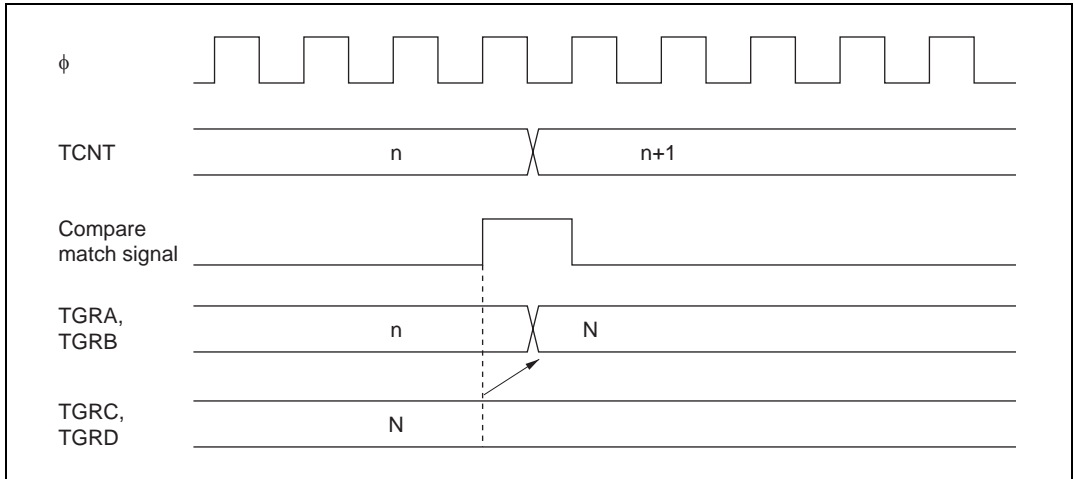 ϕ
TCNT n n+1
Compare
match signal
TGRA,
TGRB n N
TGRC,
TGRD N